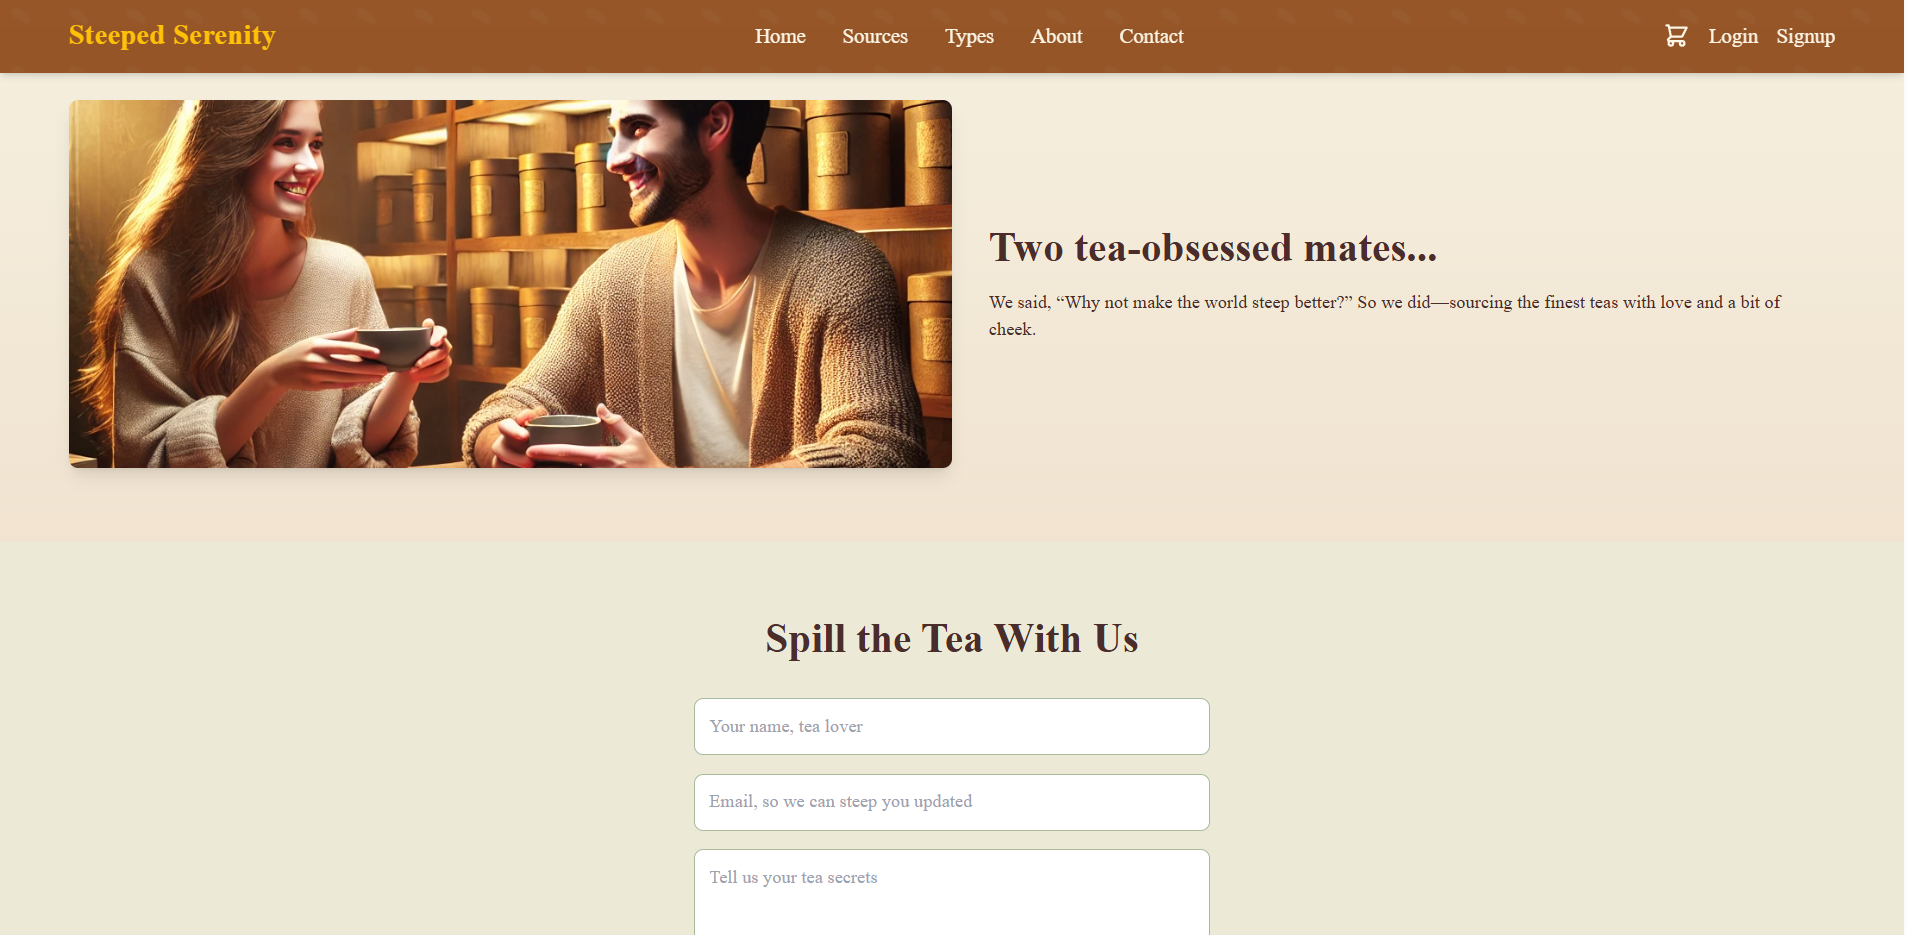 Steeped Serenity
Home Sources Types About Contact
Login Signup
Two tea-obsessed mates...
We said, “Why not make the world steep better?” So we did—sourcing the finest teas with love and a bit of
cheek.
Spill the Tea With Us
Your name, tea lover
Email, so we can steep you updated
Tell us your tea secrets